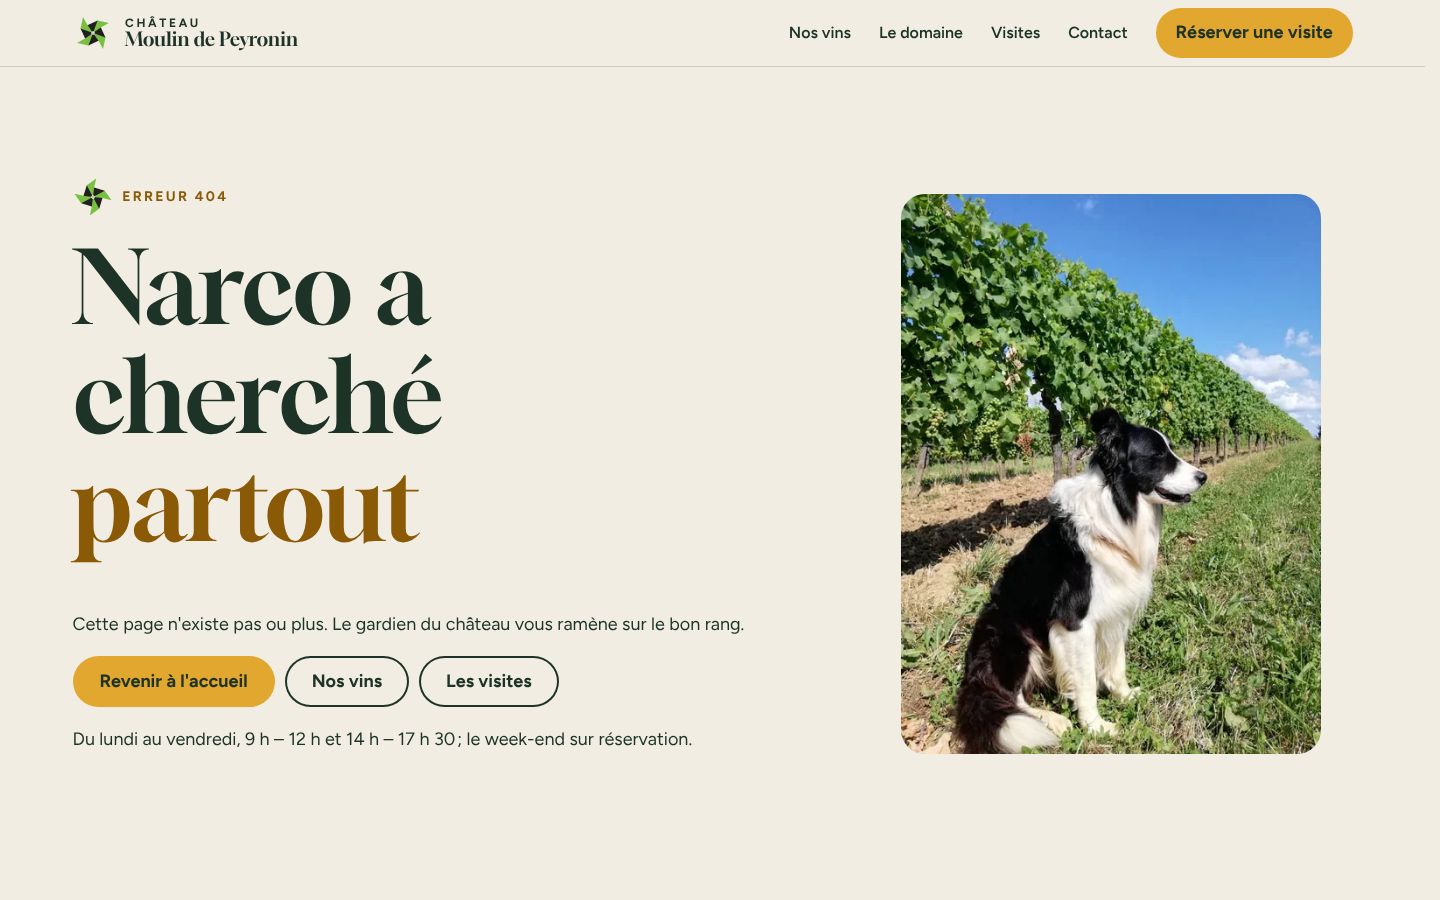 CHÂTEAU
Moulin de Peyronin
Nos vins
Le domaine
Visites
Contact
Réserver une visite
ERREUR 404
Narco a
cherché
partout
Cette page n'existe pas ou plus. Le gardien du château vous ramène sur le bon rang.
Revenir à l'accueil
Nos vins
Les visites
Du lundi au vendredi, 9 h – 12 h et 14 h – 17 h 30 ; le week-end sur réservation.